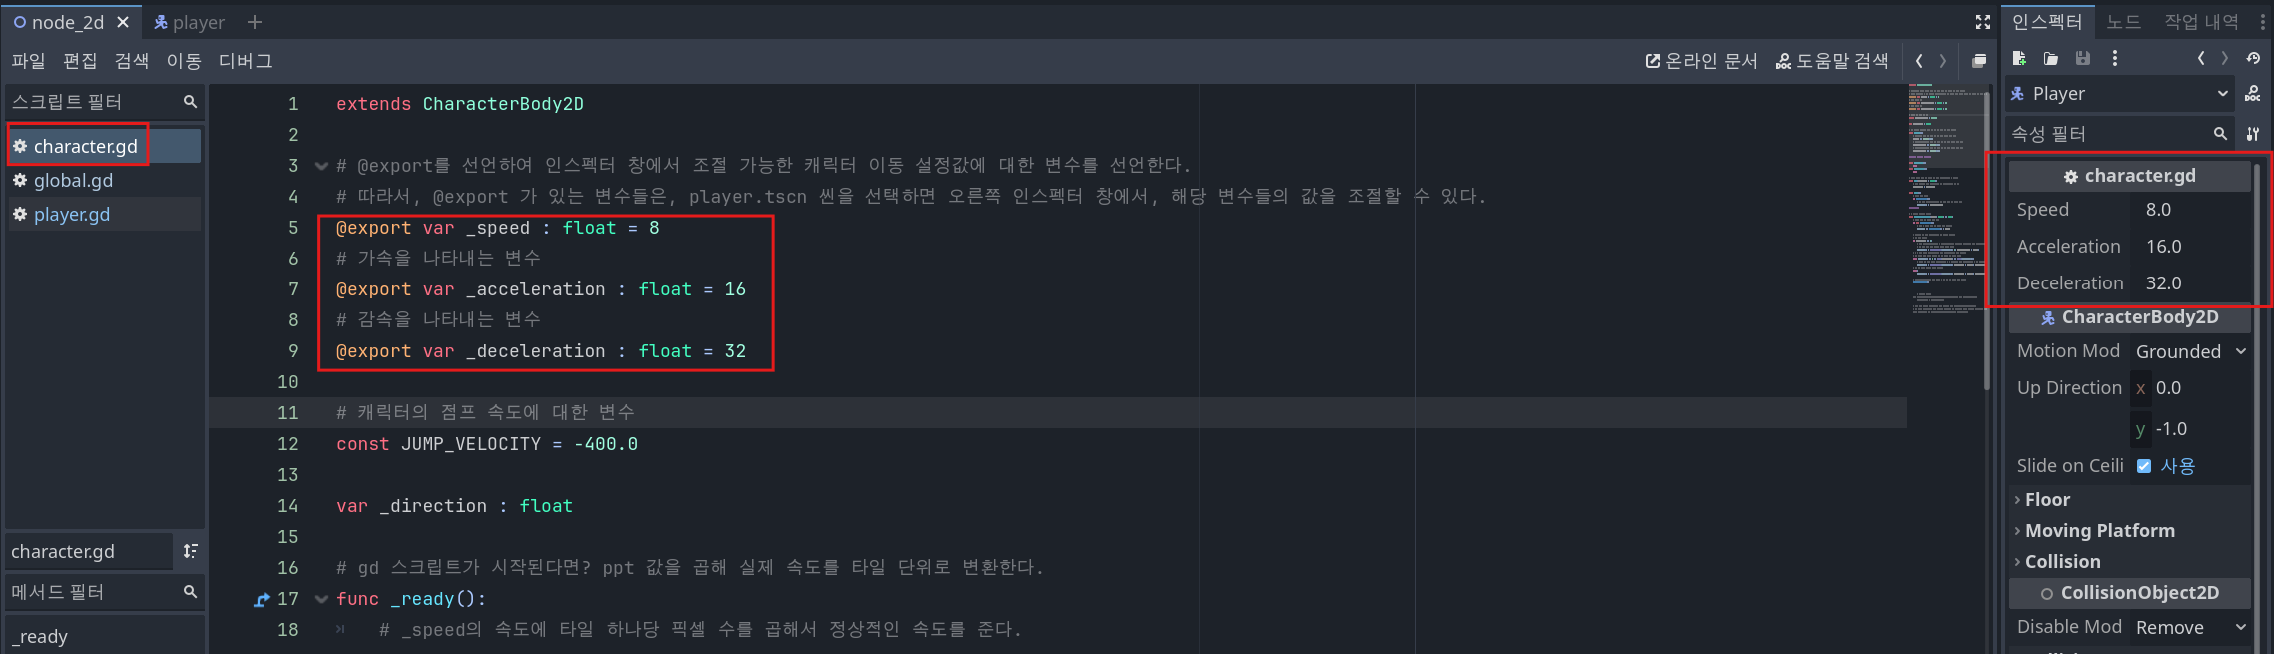 node_2d
player
파일 편집 검색 이동 디버그
온라인 문서
도움말 검색
스크립트 필터
character.gd
global.gd
player.gd
character.gd
메서드 필터
_ready
1 extends CharacterBody2D
2
3 # @export를 선언하여 인스펙터 창에서 조절 가능한 캐릭터 이동 설정값에 대한 변수를 선언한다.
4 # 따라서, @export 가 있는 변수들은, player.tscn 씬을 선택하면 오른쪽 인스펙터 창에서, 해당 변수들의 값을 조절할 수 있다.
5 @export var _speed : float = 8
6 # 가속을 나타내는 변수
7 @export var _acceleration : float = 16
8 # 감속을 나타내는 변수
9 @export var _deceleration : float = 32
10
11 # 캐릭터의 점프 속도에 대한 변수
12 const JUMP_VELOCITY = -400.0
13
14 var _direction : float
15
16 # gd 스크립트가 시작된다면? ppt 값을 곱해 실제 속도를 타일 단위로 변환한다.
17 func _ready():
18 # _speed의 속도에 타일 하나당 픽셀 수를 곱해서 정상적인 속도를 준다.
인스펙터 노드 작업 내역
Player
DOC
속성 필터
character.gd
Speed 8.0
Acceleration 16.0
Deceleration 32.0
CharacterBody2D
Motion Mod Grounded
Up Direction x 0.0
y -1.0
Slide on Ceili 사용
Floor
Moving Platform
Collision
CollisionObject2D
Disable Mod Remove